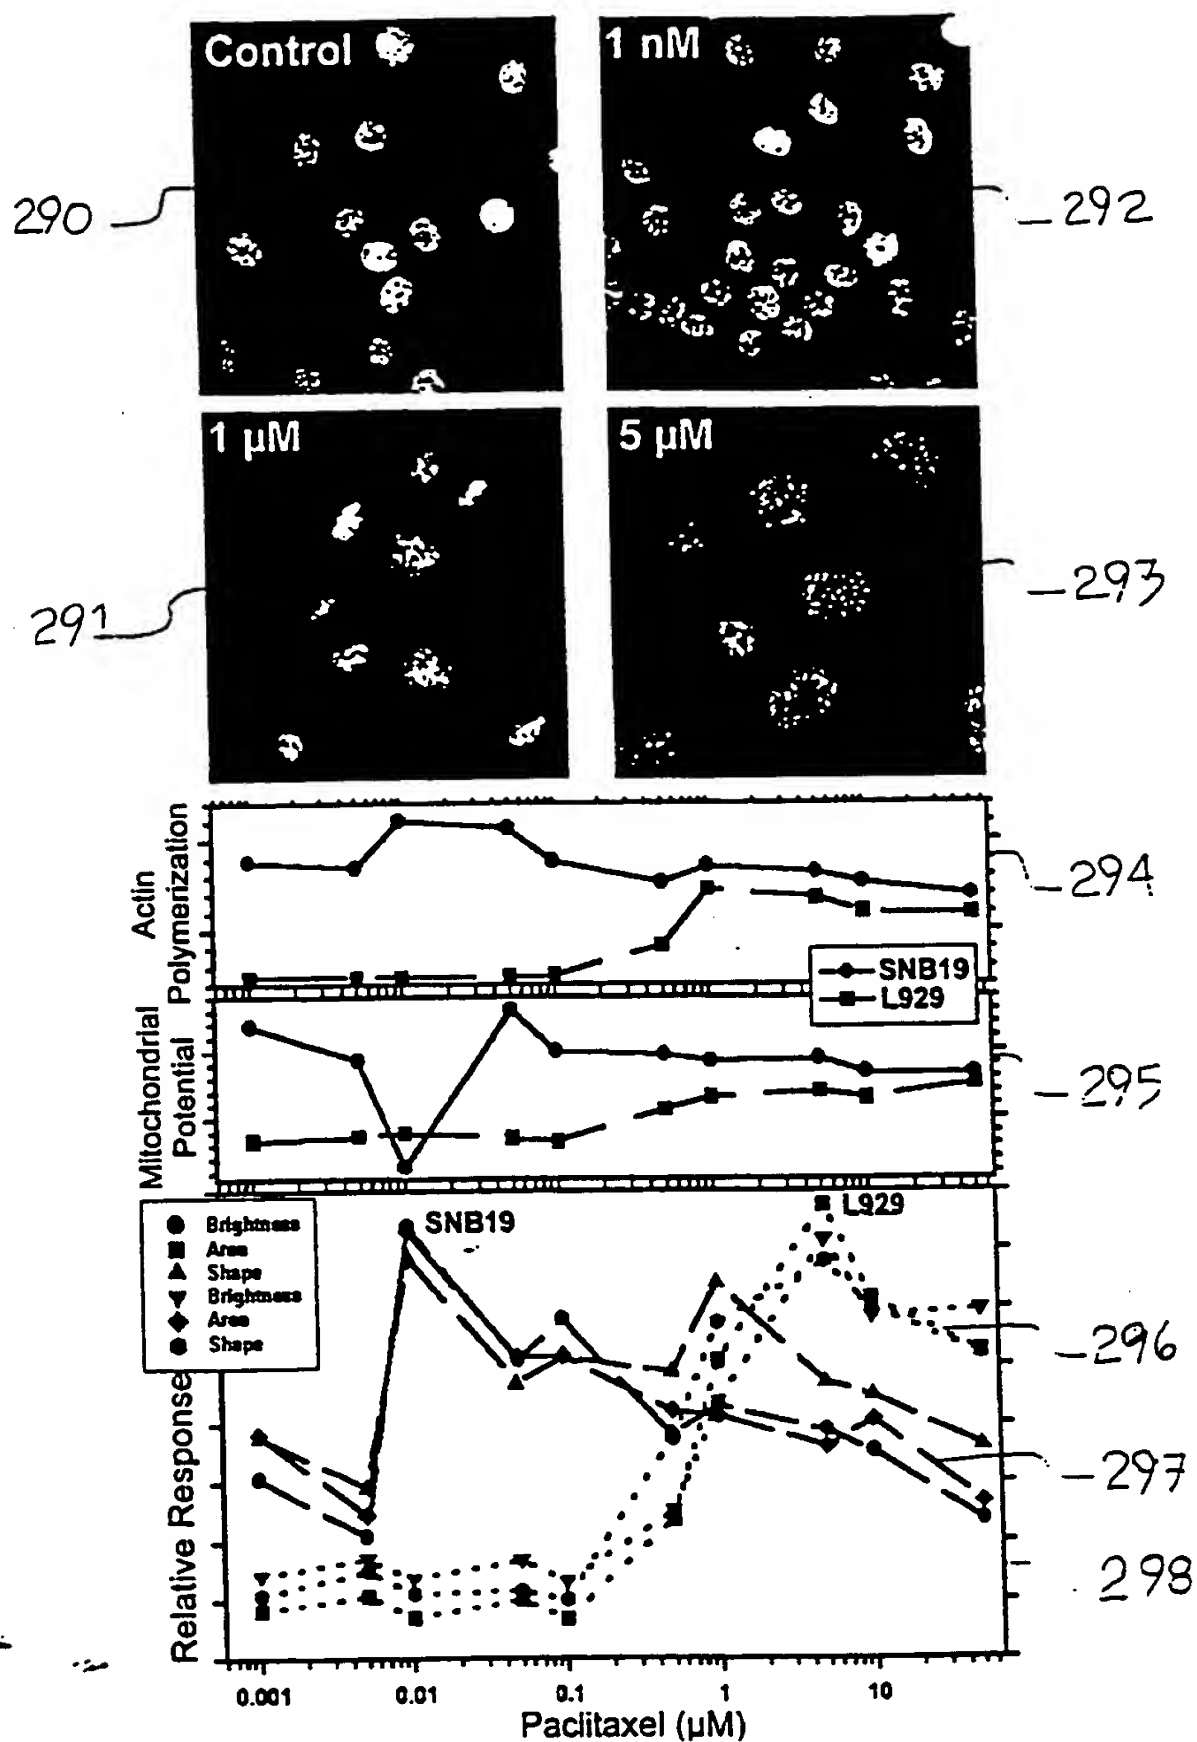 Control
1 nM
290
292
1 µM
5 µM
291
293
Actin
Polymerization
294
SNB19
L929
Mitochondrial
Potential
295
Brightness
Area
Shape
Brightness
Area
Shape
SNB19
L929
296
297
298
Relative Response
0.001
0.01
0.1
1
10
Paclitaxel (µM)